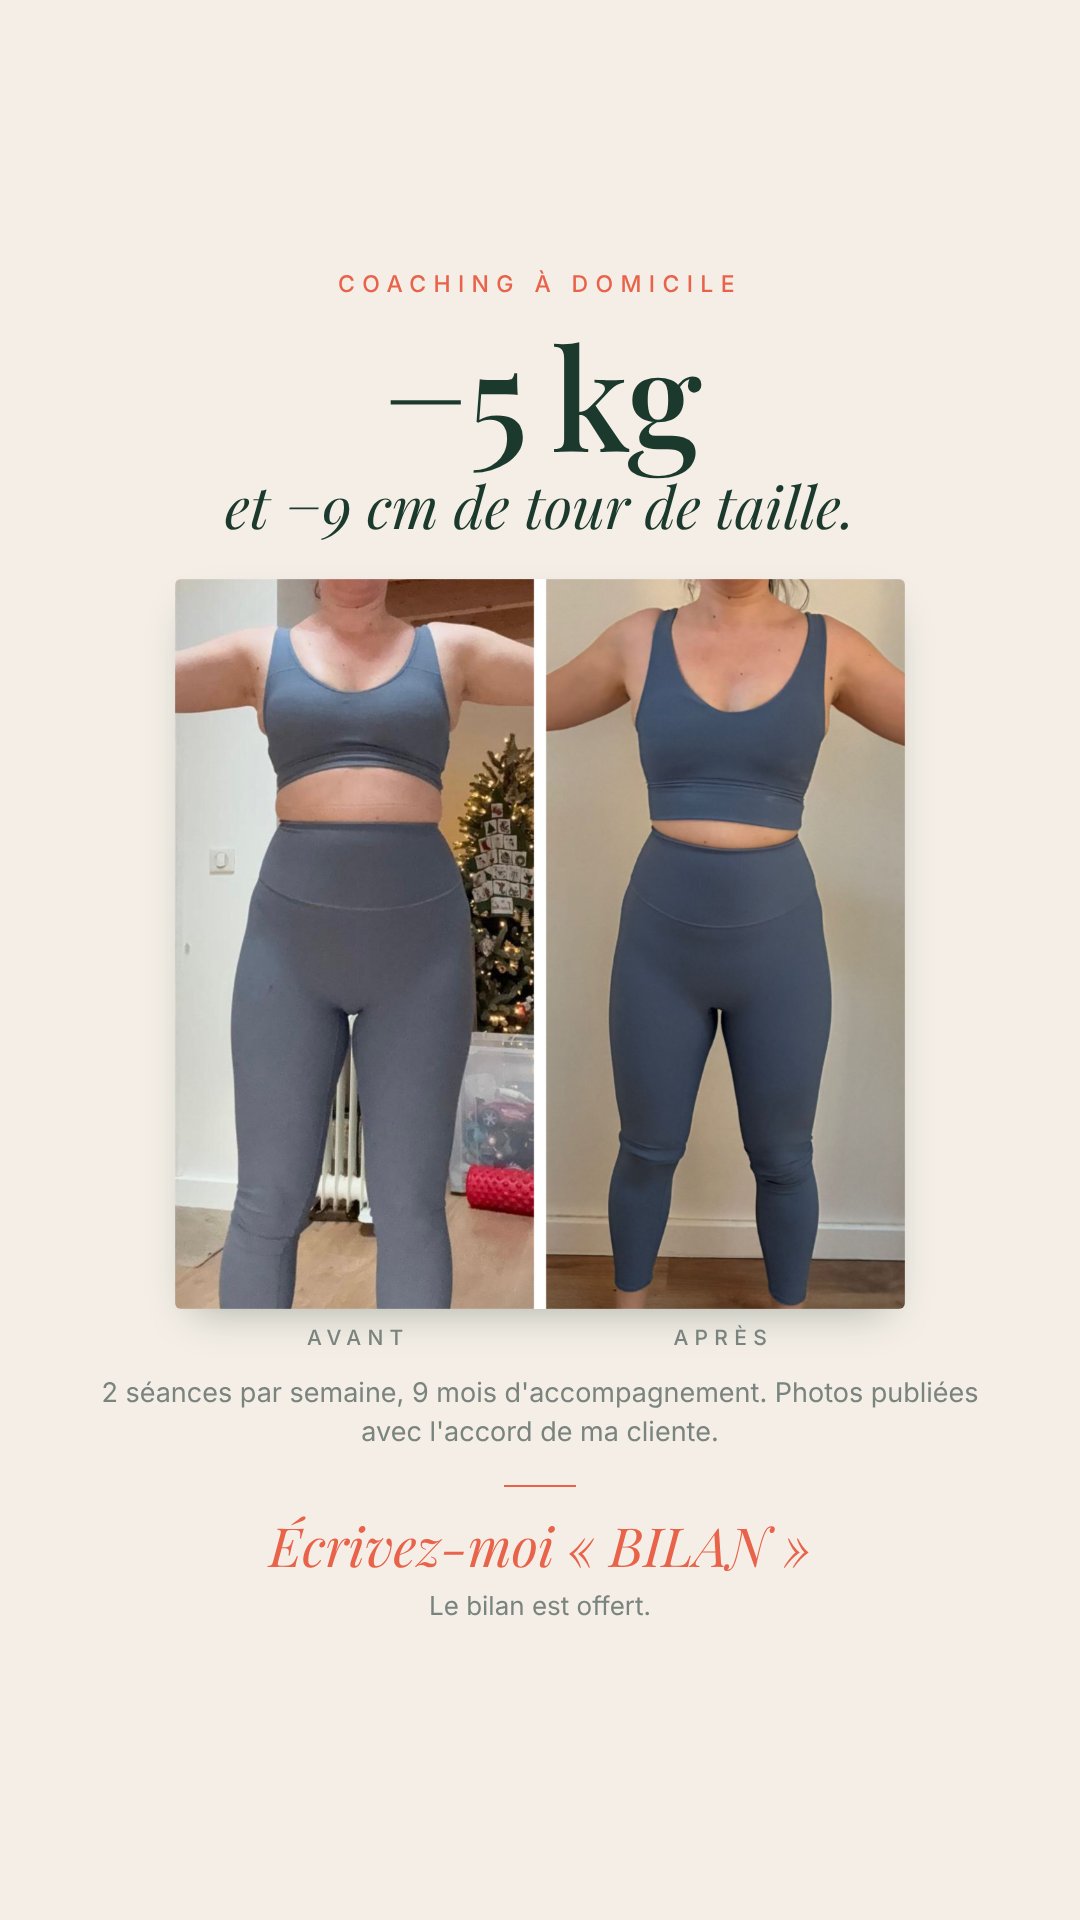 COACHING À DOMICILE
–5 kg
et –9 cm de tour de taille.
AVANT
APRÈS
2 séances par semaine, 9 mois d'accompagnement. Photos publiées
avec l'accord de ma cliente.
Écrivez-moi « BILAN »
Le bilan est offert.